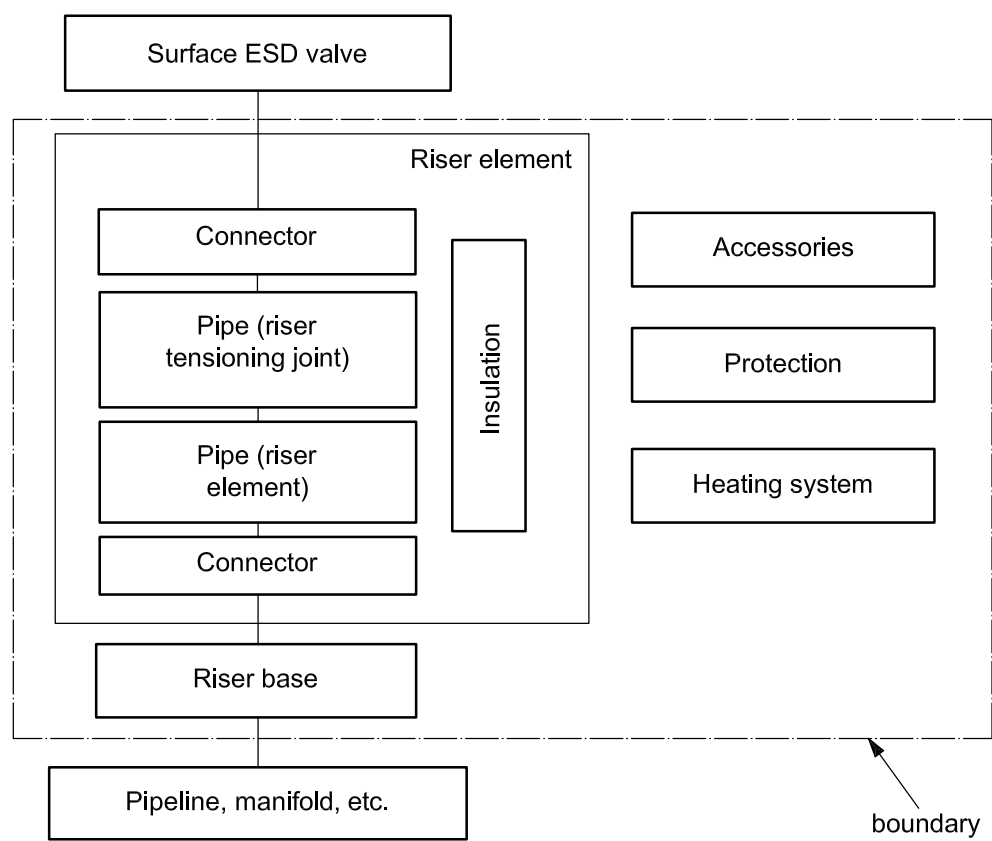 Surface ESD valve
Riser element
Connector
Accessories
Pipe (riser
tensioning joint)
Insulation
Protection
Pipe (riser
element)
Heating system
Connector
Riser base
Pipeline, manifold, etc.
boundary